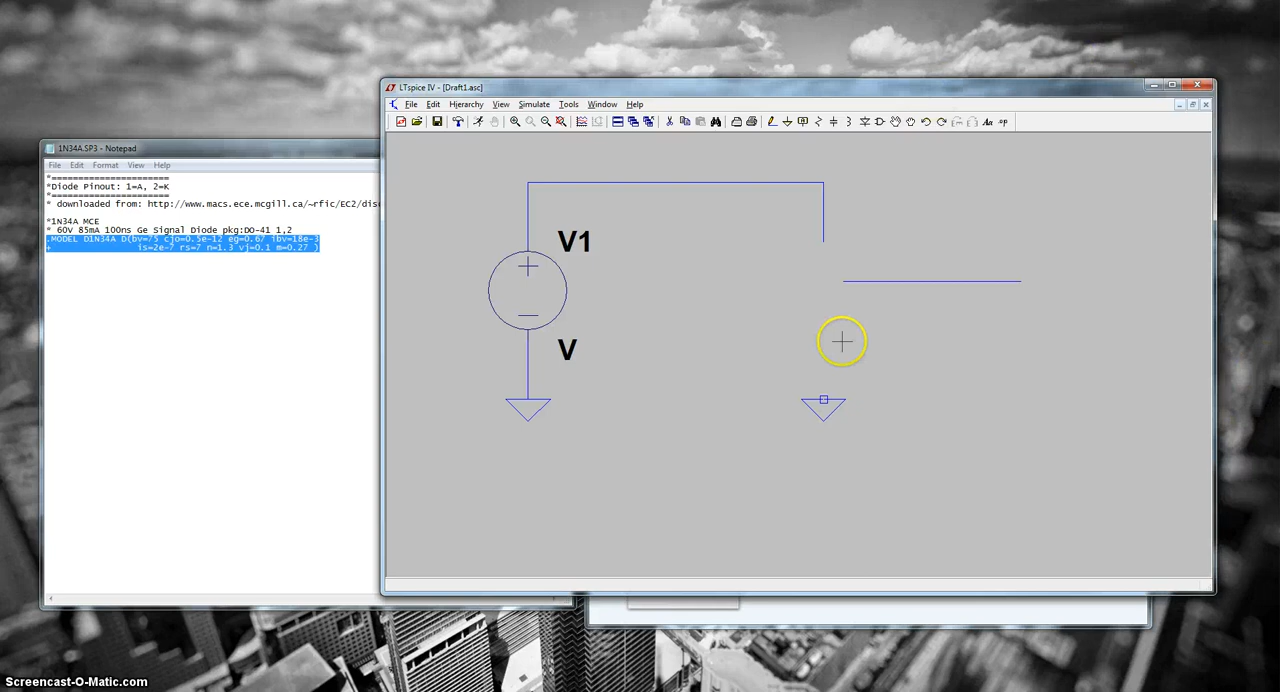 LTspice IV - [Draft1.asc]
File Edit Hierarchy View Simulate Tools Window Help
Aa .op
1N34A.SP3 - Notepad
File Edit Format View Help
*======================
*Diode Pinout: 1=A, 2=K
*======================
* downloaded from: http://www.macs.ece.mcgill.ca/~rfic/EC2/dis
*1N34A MCE
* 60V 85mA 100ns Ge Signal Diode pkg:DO-41 1,2
.MODEL D1N34A D(bv=75 cjo=0.5e-12 eg=0.67 ibv=18e-3
+ is=2e-7 rs=7 n=1.3 vj=0.1 m=0.27 )
V1
V
Screencast-O-Matic.com